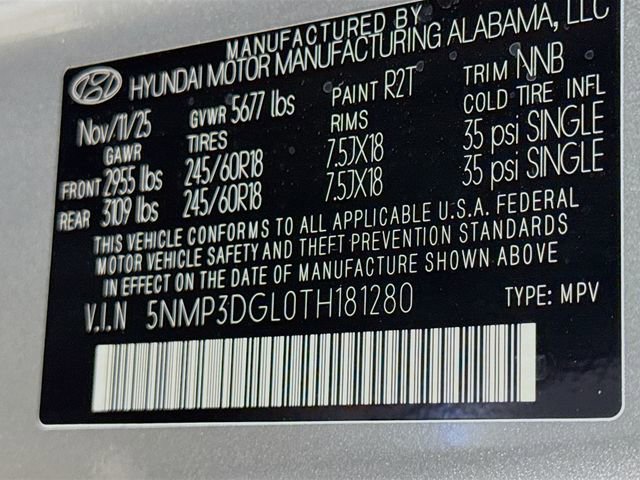 MANUFACTURED BY
HYUNDAI MOTOR MANUFACTURING ALABAMA, LLC
Nov/11/25 GVWR 5677 lbs PAINT R2T TRIM NNB
GAWR TIRES RIMS COLD TIRE INFL
FRONT 2955 lbs 245/60R18 7.5JX18 35 psi SINGLE
REAR 3109 lbs 245/60R18 7.5JX18 35 psi SINGLE
THIS VEHICLE CONFORMS TO ALL APPLICABLE U.S.A. FEDERAL
MOTOR VEHICLE SAFETY AND THEFT PREVENTION STANDARDS
IN EFFECT ON THE DATE OF MANUFACTURE SHOWN ABOVE
V.I.N 5NMP3DGL0TH181280 TYPE: MPV